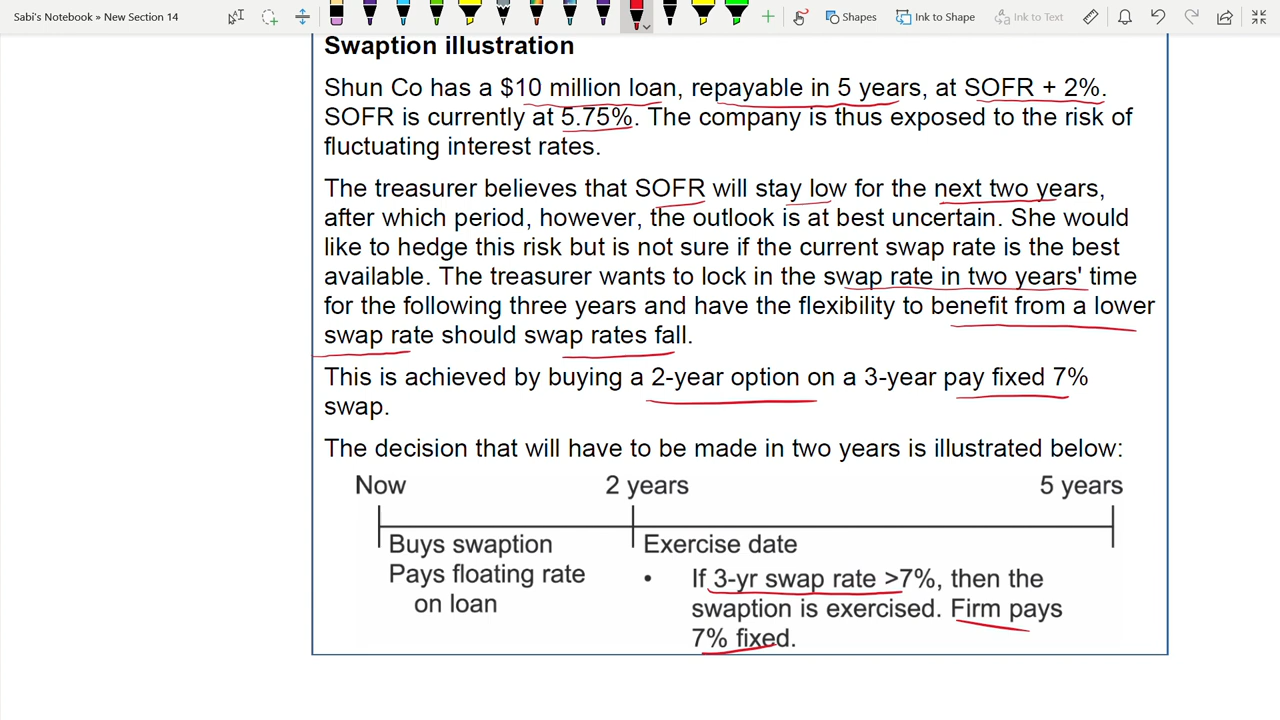 Sabi's Notebook » New Section 14
Shapes
Ink to Shape
Ink to Text
Swaption illustration
Shun Co has a $10 million loan, repayable in 5 years, at SOFR + 2%.
SOFR is currently at 5.75%. The company is thus exposed to the risk of
fluctuating interest rates.
The treasurer believes that SOFR will stay low for the next two years,
after which period, however, the outlook is at best uncertain. She would
like to hedge this risk but is not sure if the current swap rate is the best
available. The treasurer wants to lock in the swap rate in two years' time
for the following three years and have the flexibility to benefit from a lower
swap rate should swap rates fall.
This is achieved by buying a 2-year option on a 3-year pay fixed 7%
swap.
The decision that will have to be made in two years is illustrated below:
Now 2 years 5 years
Buys swaption
Pays floating rate
on loan
Exercise date
• If 3-yr swap rate >7%, then the
swaption is exercised. Firm pays
7% fixed.